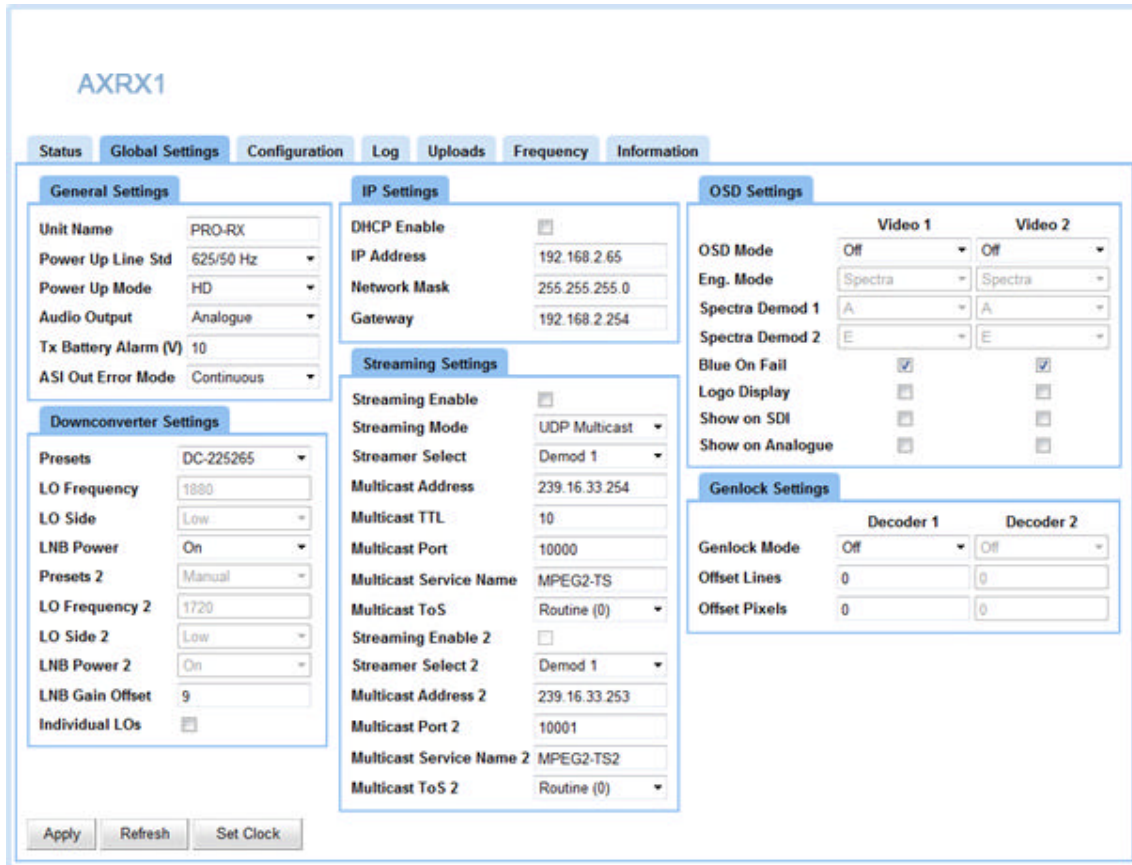 AXRX1
Status Global Settings Configuration Log Uploads Frequency Information
General Settings
Unit Name PRO-RX
Power Up Line Std 625/50 Hz
Power Up Mode HD
Audio Output Analogue
Tx Battery Alarm (V) 10
ASI Out Error Mode Continuous
Downconverter Settings
Presets DC-225265
LO Frequency 1880
LO Side Low
LNB Power On
Presets 2 Manual
LO Frequency 2 1720
LO Side 2 Low
LNB Power 2 On
LNB Gain Offset 9
Individual LOs
IP Settings
DHCP Enable
IP Address 192.168.2.65
Network Mask 255.255.255.0
Gateway 192.168.2.254
Streaming Settings
Streaming Enable
Streaming Mode UDP Multicast
Streamer Select Demod 1
Multicast Address 239.16.33.254
Multicast TTL 10
Multicast Port 10000
Multicast Service Name MPEG2-TS
Multicast ToS Routine (0)
Streaming Enable 2
Streamer Select 2 Demod 1
Multicast Address 2 239.16.33.253
Multicast Port 2 10001
Multicast Service Name 2 MPEG2-TS2
Multicast ToS 2 Routine (0)
OSD Settings
Video 1 Video 2
OSD Mode Off Off
Eng. Mode Spectra Spectra
Spectra Demod 1 A A
Spectra Demod 2 E E
Blue On Fail
Logo Display
Show on SDI
Show on Analogue
Genlock Settings
Decoder 1 Decoder 2
Genlock Mode Off Off
Offset Lines 0 0
Offset Pixels 0 0
Apply Refresh Set Clock